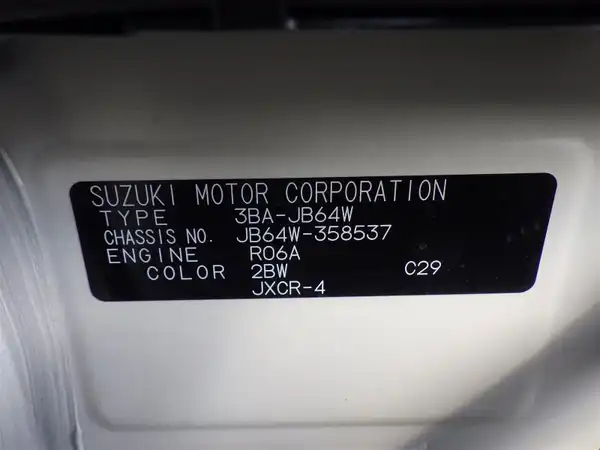 SUZUKI MOTOR CORPORATION
TYPE 3BA-JB64W
CHASSIS NO. JB64W-358537
ENGINE R06A
COLOR 2BW C29
JXCR-4